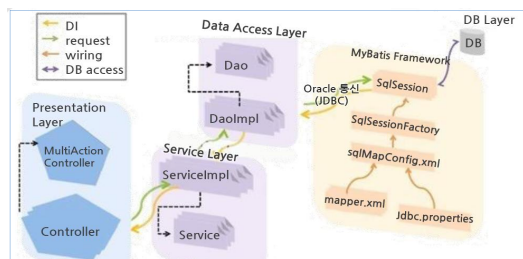 DI
request
wiring
DB access
Data Access Layer
DB Layer
DB
MyBatis Framework
Dao
SqlSession
Oracle 통신
(JDBC)
DaoImpl
SqlSessionFactory
Presentation
Layer
MultiAction
Controller
Service Layer
sqlMapConfig.xml
ServiceImpl
mapper.xml
Jdbc.properties
Controller
Service